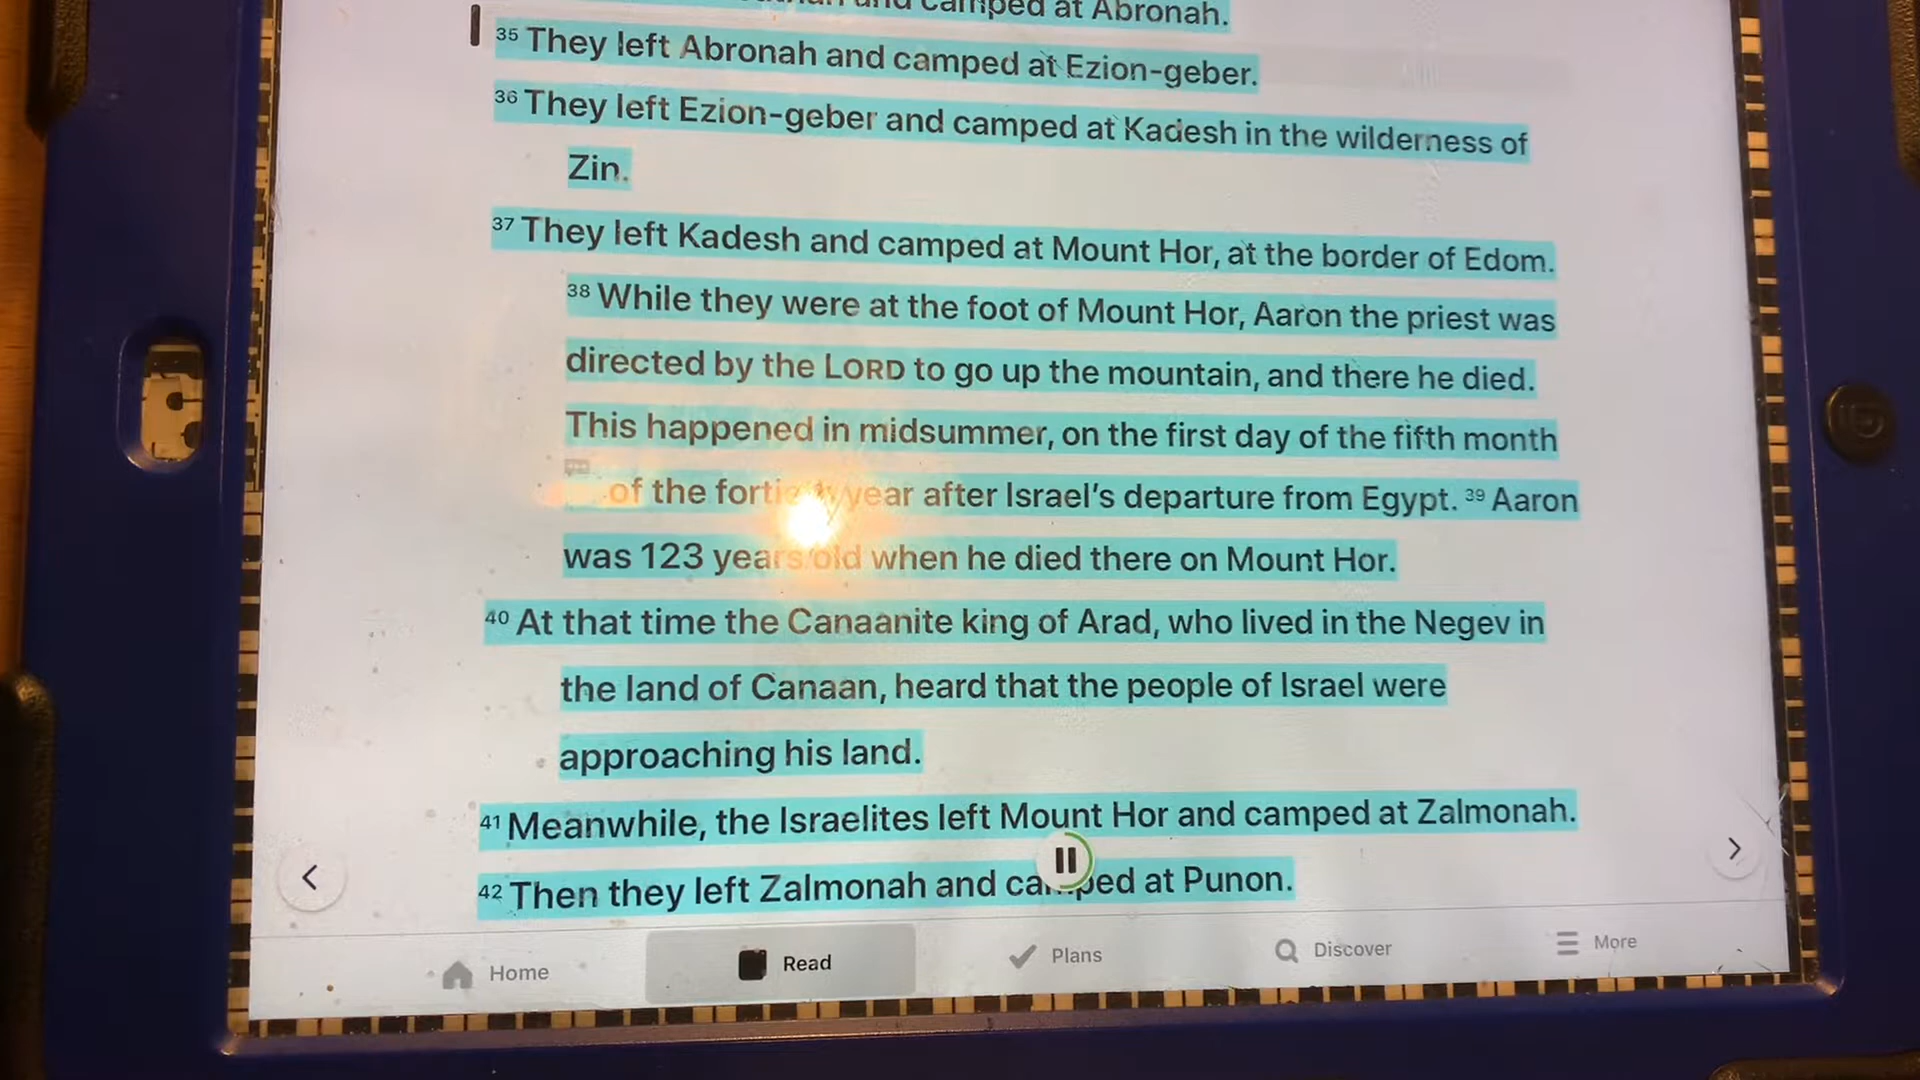 and camped at Abronah.
35 They left Abronah and camped at Ezion-geber.
36 They left Ezion-geber and camped at Kadesh in the wilderness of
Zin.
37 They left Kadesh and camped at Mount Hor, at the border of Edom.
38 While they were at the foot of Mount Hor, Aaron the priest was
directed by the LORD to go up the mountain, and there he died.
This happened in midsummer, on the first day of the fifth month
of the fortieth year after Israel's departure from Egypt. 39 Aaron
was 123 years old when he died there on Mount Hor.
40 At that time the Canaanite king of Arad, who lived in the Negev in
the land of Canaan, heard that the people of Israel were
approaching his land.
41 Meanwhile, the Israelites left Mount Hor and camped at Zalmonah.
42 Then they left Zalmonah and camped at Punon.
Home
Read
Plans
Discover
More